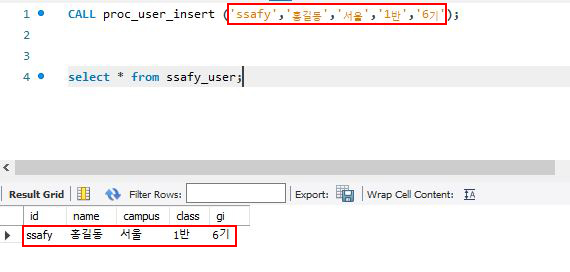 1 CALL proc_user_insert ('ssafy','홍길동','서울','1반','6기');
2
3
4 select * from ssafy_user;
Result Grid Filter Rows: Export: Wrap Cell Content: IA
id name campus class gi
ssafy 홍길동 서울 1반 6기